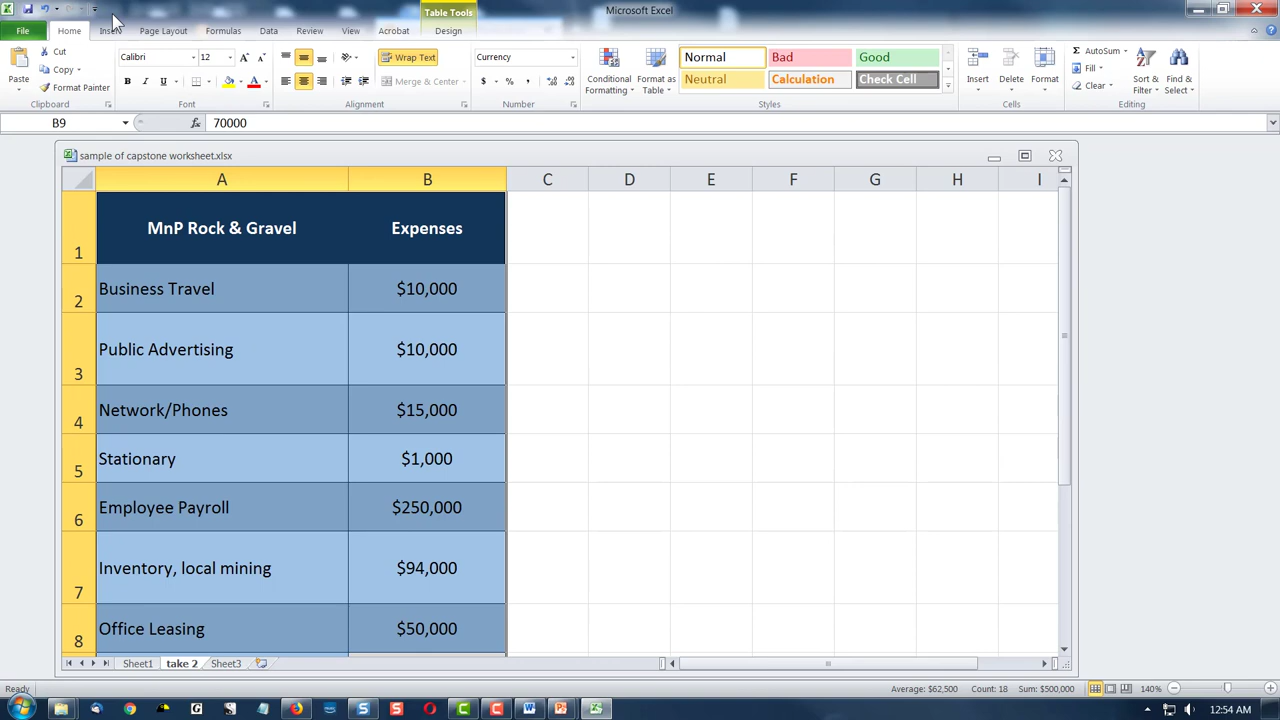 Table Tools
Microsoft Excel
File Home Insert Page Layout Formulas Data Review View Acrobat Design
Paste
Cut
Copy
Format Painter
Clipboard
Calibri 12
B I U
Font
Wrap Text
Merge & Center
Alignment
Currency
$ % ,
Number
Conditional Formatting
Format as Table
Normal Bad Good
Neutral Calculation Check Cell
Styles
Insert Delete Format
Cells
Σ AutoSum
Fill
Clear
Sort & Filter
Find & Select
Editing
B9 fx 70000
sample of capstone worksheet.xlsx
A B C D E F G H I
1 MnP Rock & Gravel Expenses
2 Business Travel $10,000
3 Public Advertising $10,000
4 Network/Phones $15,000
5 Stationary $1,000
6 Employee Payroll $250,000
7 Inventory, local mining $94,000
8 Office Leasing $50,000
Sheet1 take 2 Sheet3
Ready Average: $62,500 Count: 18 Sum: $500,000 140%
12:54 AM